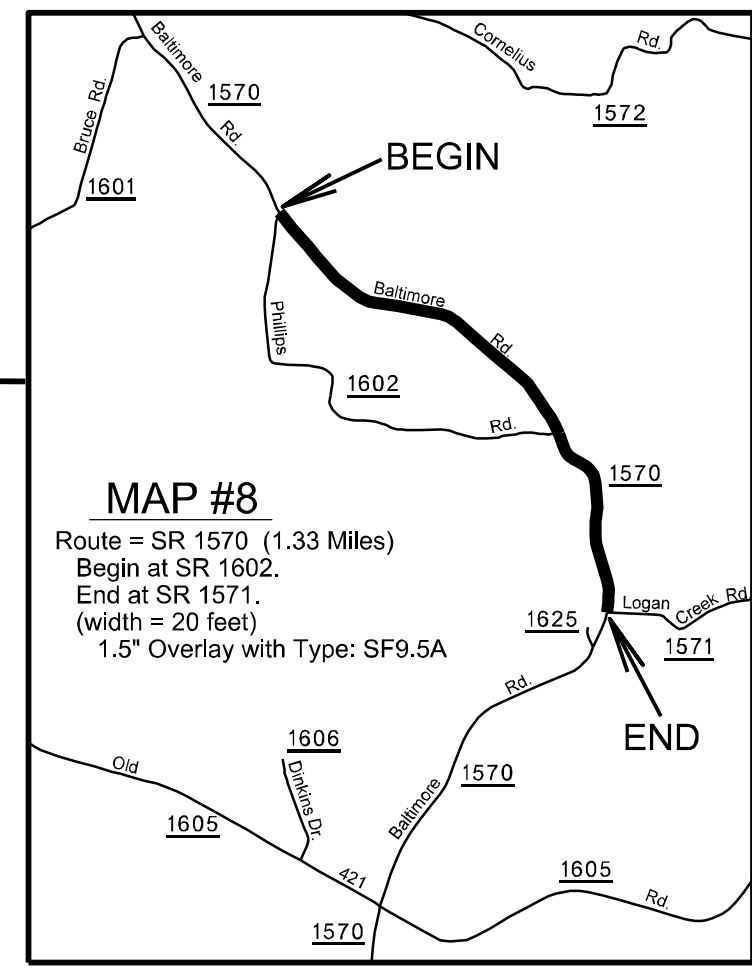 Baltimore
Cornelius
Rd.
1570
Bruce Rd.
1572
Rd.
BEGIN
1601
Baltimore
Phillips
Rd.
1602
Rd.
1570
MAP #8
Route = SR 1570 (1.33 Miles)
Begin at SR 1602.
End at SR 1571.
(width = 20 feet)
1.5" Overlay with Type: SF9.5A
Logan Creek Rd.
1625
1571
Rd.
END
1606
Old
Dinkins Dr.
1570
Baltimore
1605
421
1605
Rd.
1570